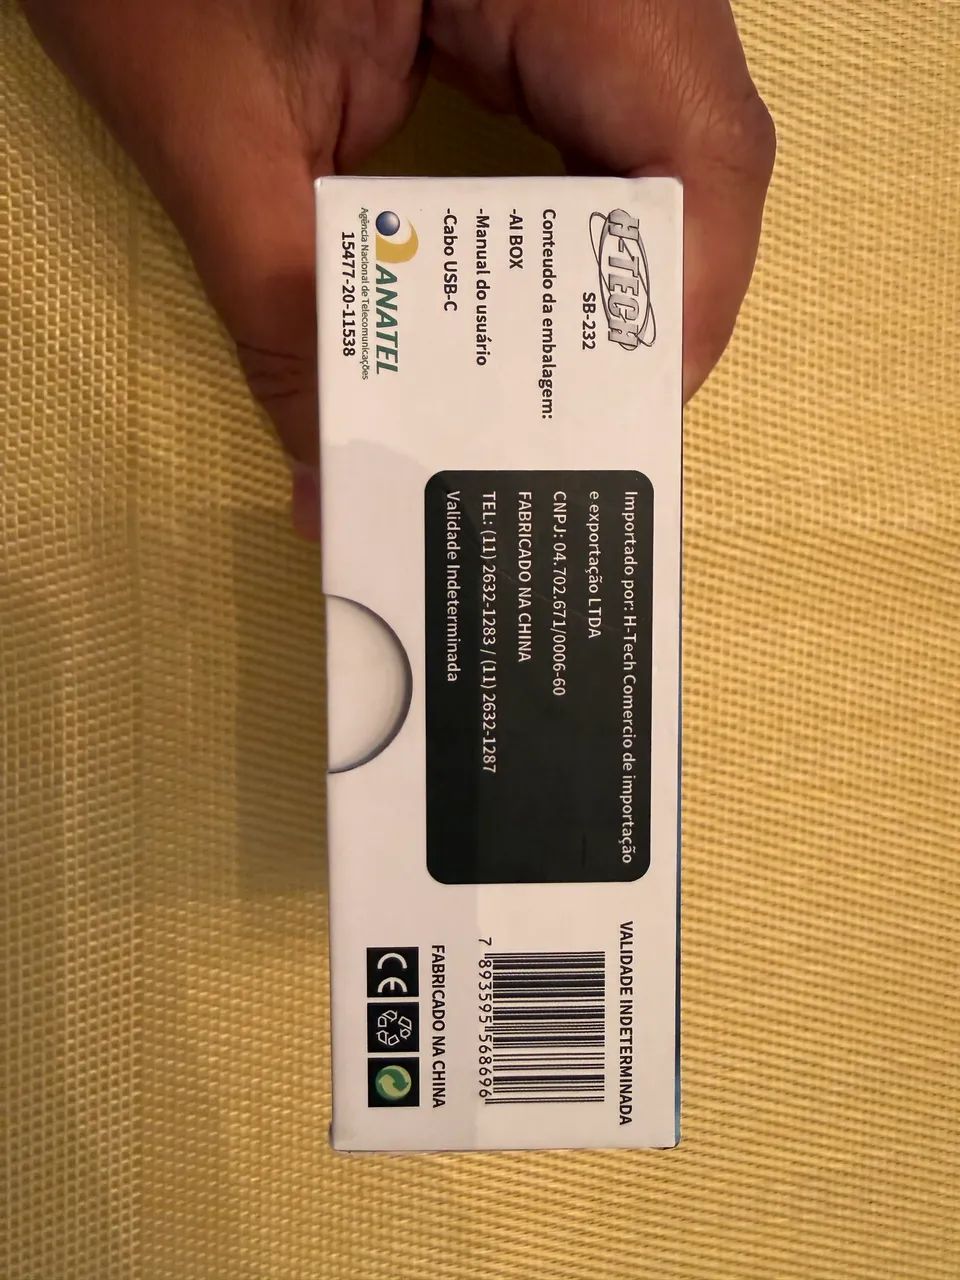 H-TECH
SB-232
Conteudo da embalagem:
-AI BOX
-Manual do usuário
-Cabo USB-C
ANATEL
Agência Nacional de Telecomunicações
15477-20-11538
Importado por: H-Tech Comercio de importação
e exportação LTDA
CNPJ: 04.702.671/0006-60
FABRICADO NA CHINA
TEL: (11) 2632-1283 / (11) 2632-1287
Validade Indeterminada
VALIDADE INDETERMINADA
7 893595 568696
FABRICADO NA CHINA
CE